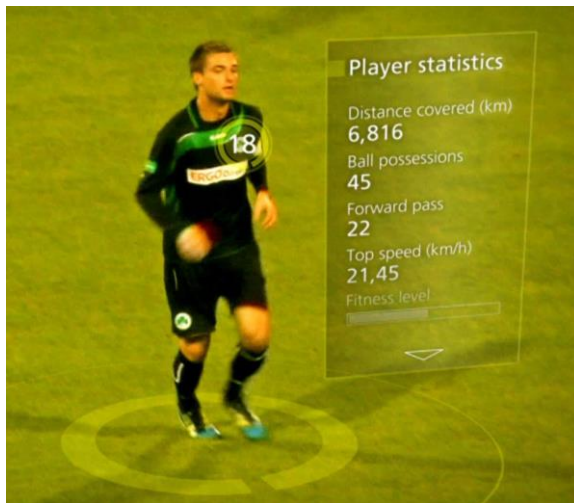 18
ERGO
Player statistics
Distance covered (km)
6,816
Ball possessions
45
Forward pass
22
Top speed (km/h)
21,45
Fitness level